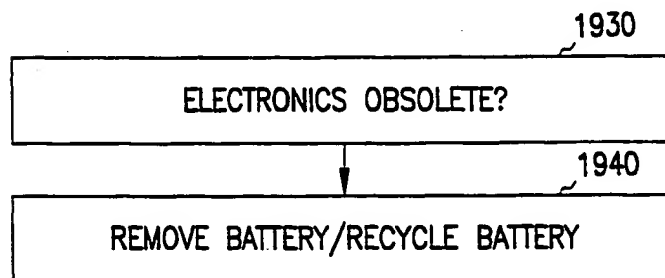 1930
ELECTRONICS OBSOLETE?
1940
REMOVE BATTERY/RECYCLE BATTERY